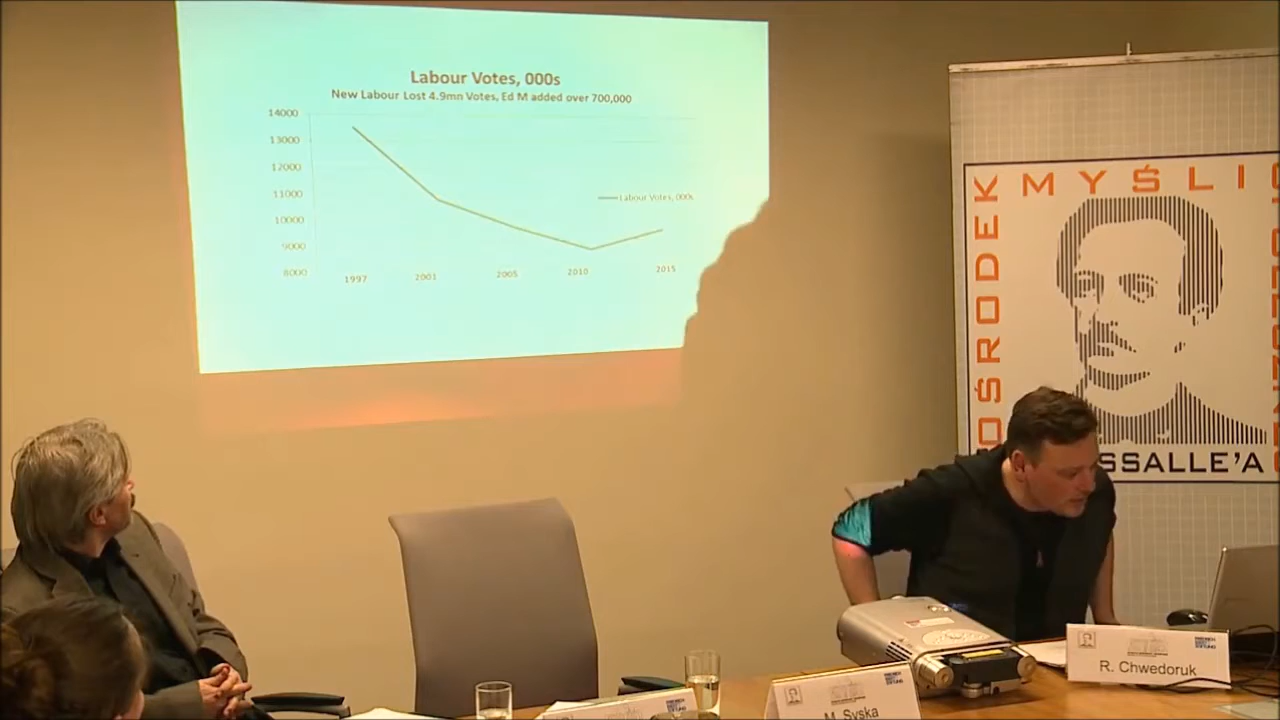 Labour Votes, 000s
New Labour Lost 4.9mn Votes, Ed M added over 700,000
14000
13000
12000
11000
10000
9000
8000
Labour Votes, 000s
1997
2001
2005
2010
2015
OŚRODEK
MYŚLI
SSALLE'A
R. Chwedoruk
M. Syska